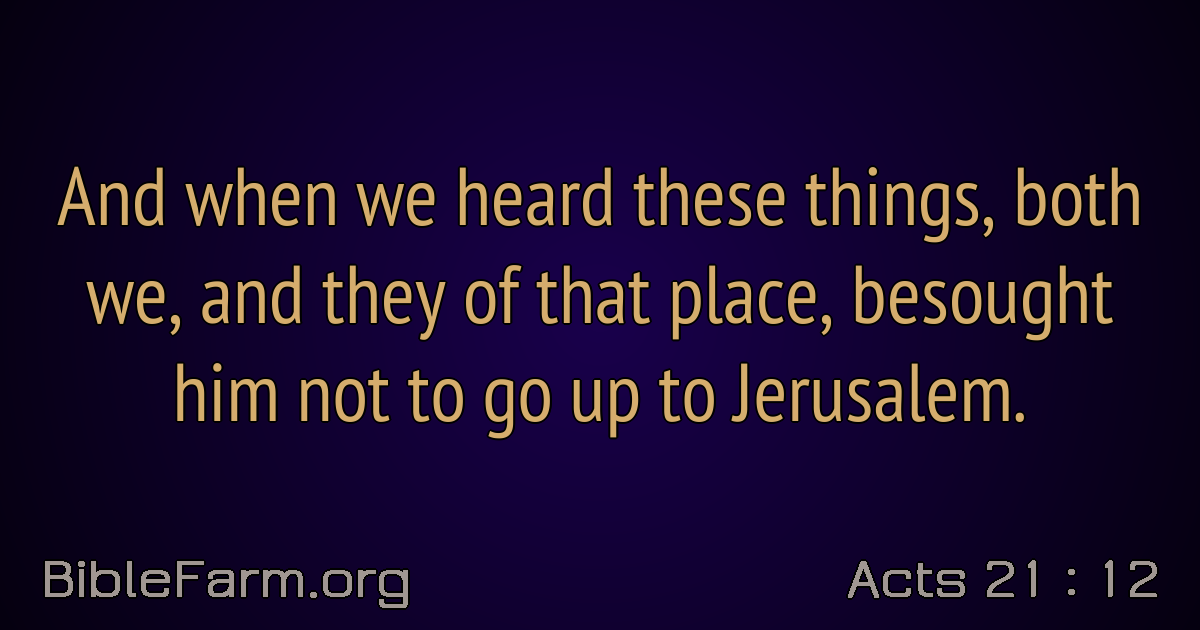 And when we heard these things, both
we, and they of that place, besought
him not to go up to Jerusalem.
BibleFarm.org
Acts 21 : 12